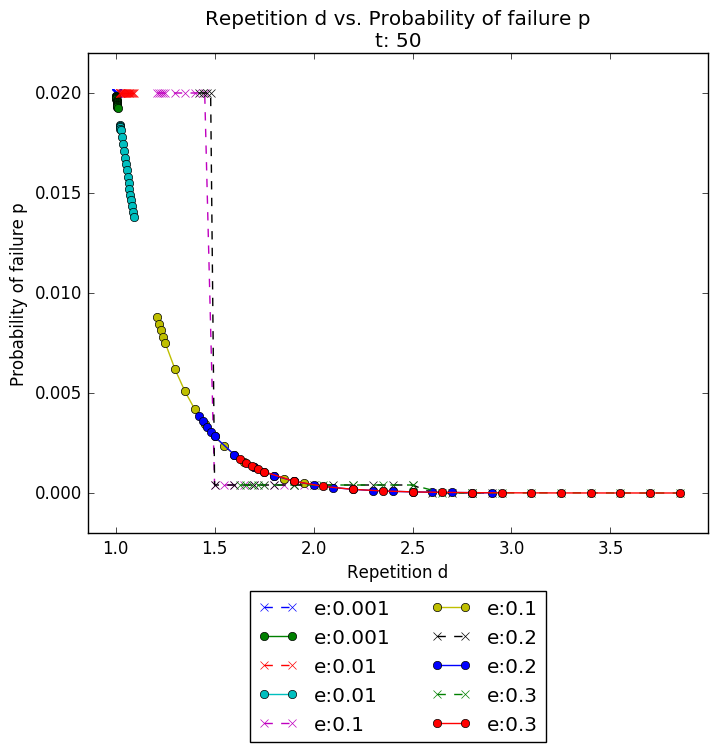 Repetition d vs. Probability of failure p
t: 50
Probability of failure p
0.020
0.015
0.010
0.005
0.000
1.0 1.5 2.0 2.5 3.0 3.5
Repetition d
e:0.001 e:0.1
e:0.001 e:0.2
e:0.01 e:0.2
e:0.01 e:0.3
e:0.1 e:0.3